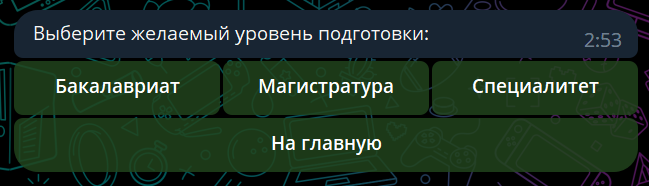 Выберите желаемый уровень подготовки:
2:53
Бакалавриат Магистратура Специалитет
На главную